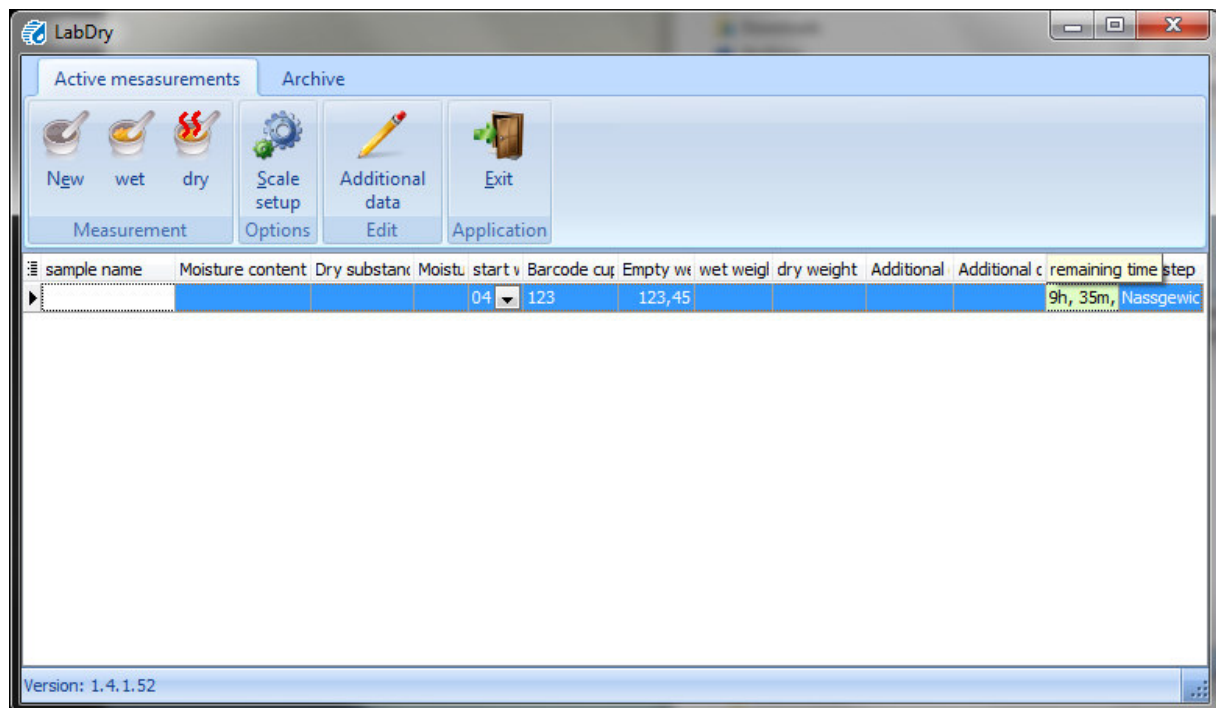 LabDry
Active mesasurements Archive
New wet dry Scale setup Additional data Exit
Measurement Options Edit Application
sample name Moisture content Dry substanc Moistu start Barcode cup Empty we wet weigl dry weight Additional Additional c remaining time step
04 123 123,45 9h, 35m, Nassgewic
Version: 1.4.1.52